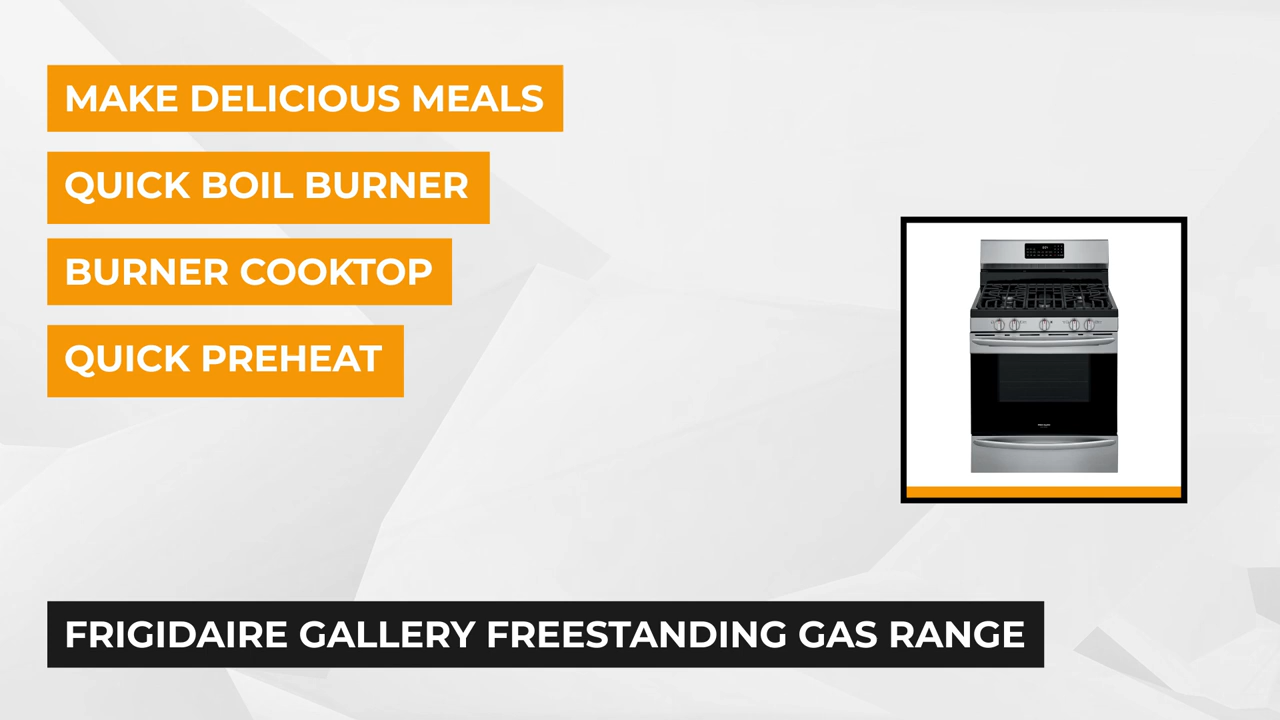 MAKE DELICIOUS MEALS
QUICK BOIL BURNER
BURNER COOKTOP
QUICK PREHEAT
FRIGIDAIRE GALLERY FREESTANDING GAS RANGE